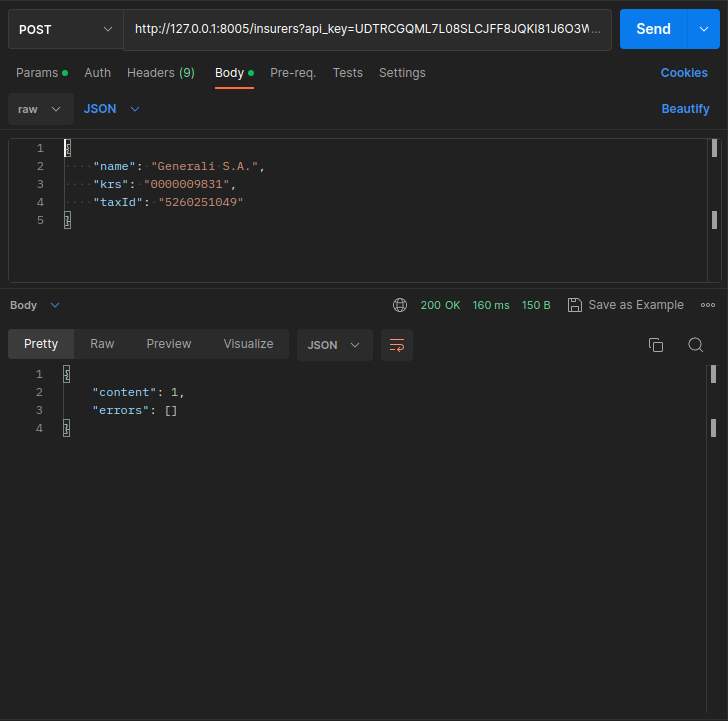 POST http://127.0.0.1:8005/insurers?api_key=UDTRCGQML7L08SLCJFF8JQKI81J6O3W... Send
Params Auth Headers (9) Body Pre-req. Tests Settings Cookies
raw JSON Beautify
1 {
2 "name": "Generali S.A.",
3 "krs": "0000009831",
4 "taxId": "5260251049"
5 }
Body 200 OK 160 ms 150 B Save as Example
Pretty Raw Preview Visualize JSON
1 {
2 "content": 1,
3 "errors": []
4 }